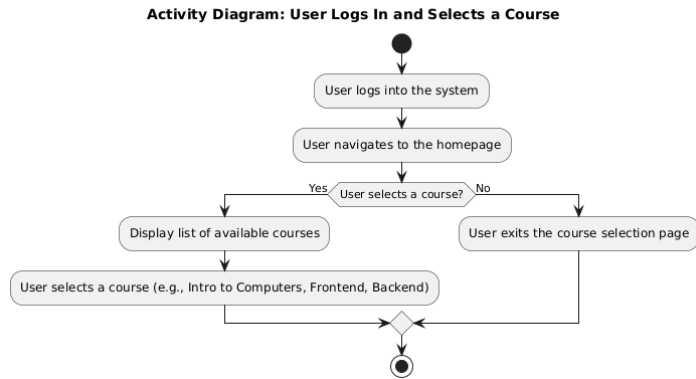 Activity Diagram: User Logs In and Selects a Course
User logs into the system
User navigates to the homepage
Yes
User selects a course?
No
Display list of available courses
User exits the course selection page
User selects a course (e.g., Intro to Computers, Frontend, Backend)